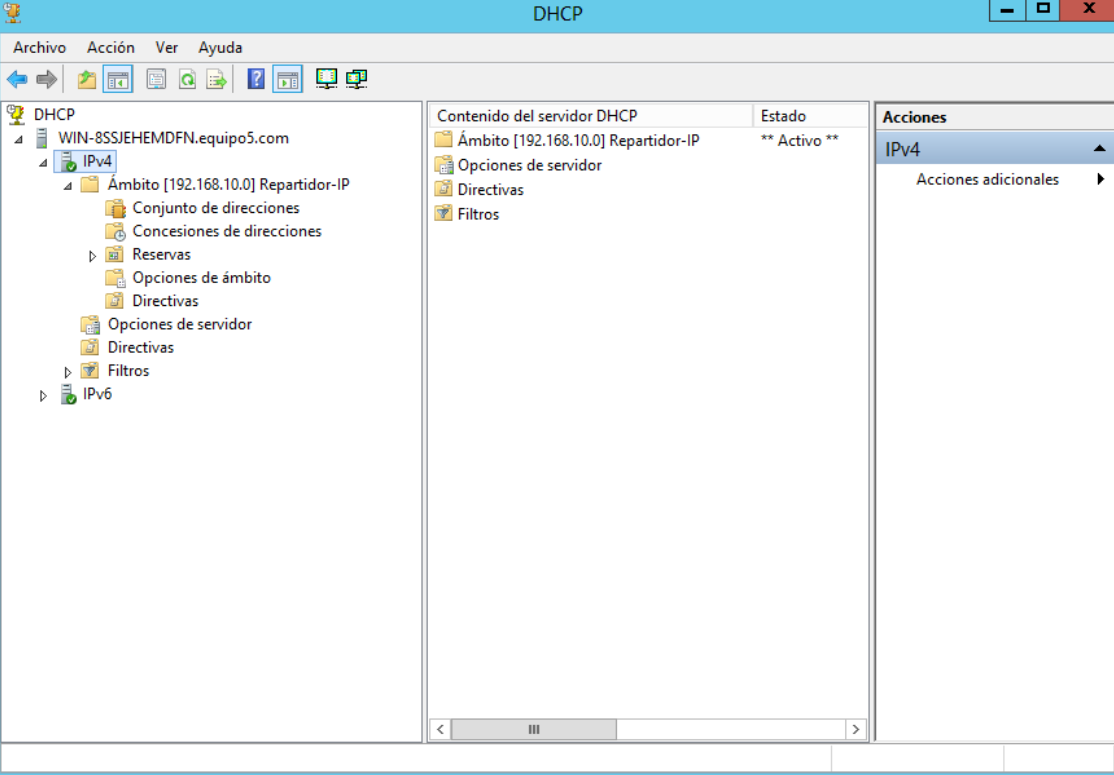 DHCP
Archivo Acción Ver Ayuda
DHCP
WIN-8SSJEHEMDFN.equipo5.com
IPv4
Ámbito [192.168.10.0] Repartidor-IP
Conjunto de direcciones
Concesiones de direcciones
Reservas
Opciones de ámbito
Directivas
Opciones de servidor
Directivas
Filtros
IPv6
Contenido del servidor DHCP Estado
Ámbito [192.168.10.0] Repartidor-IP ** Activo **
Opciones de servidor
Directivas
Filtros
Acciones
IPv4
Acciones adicionales